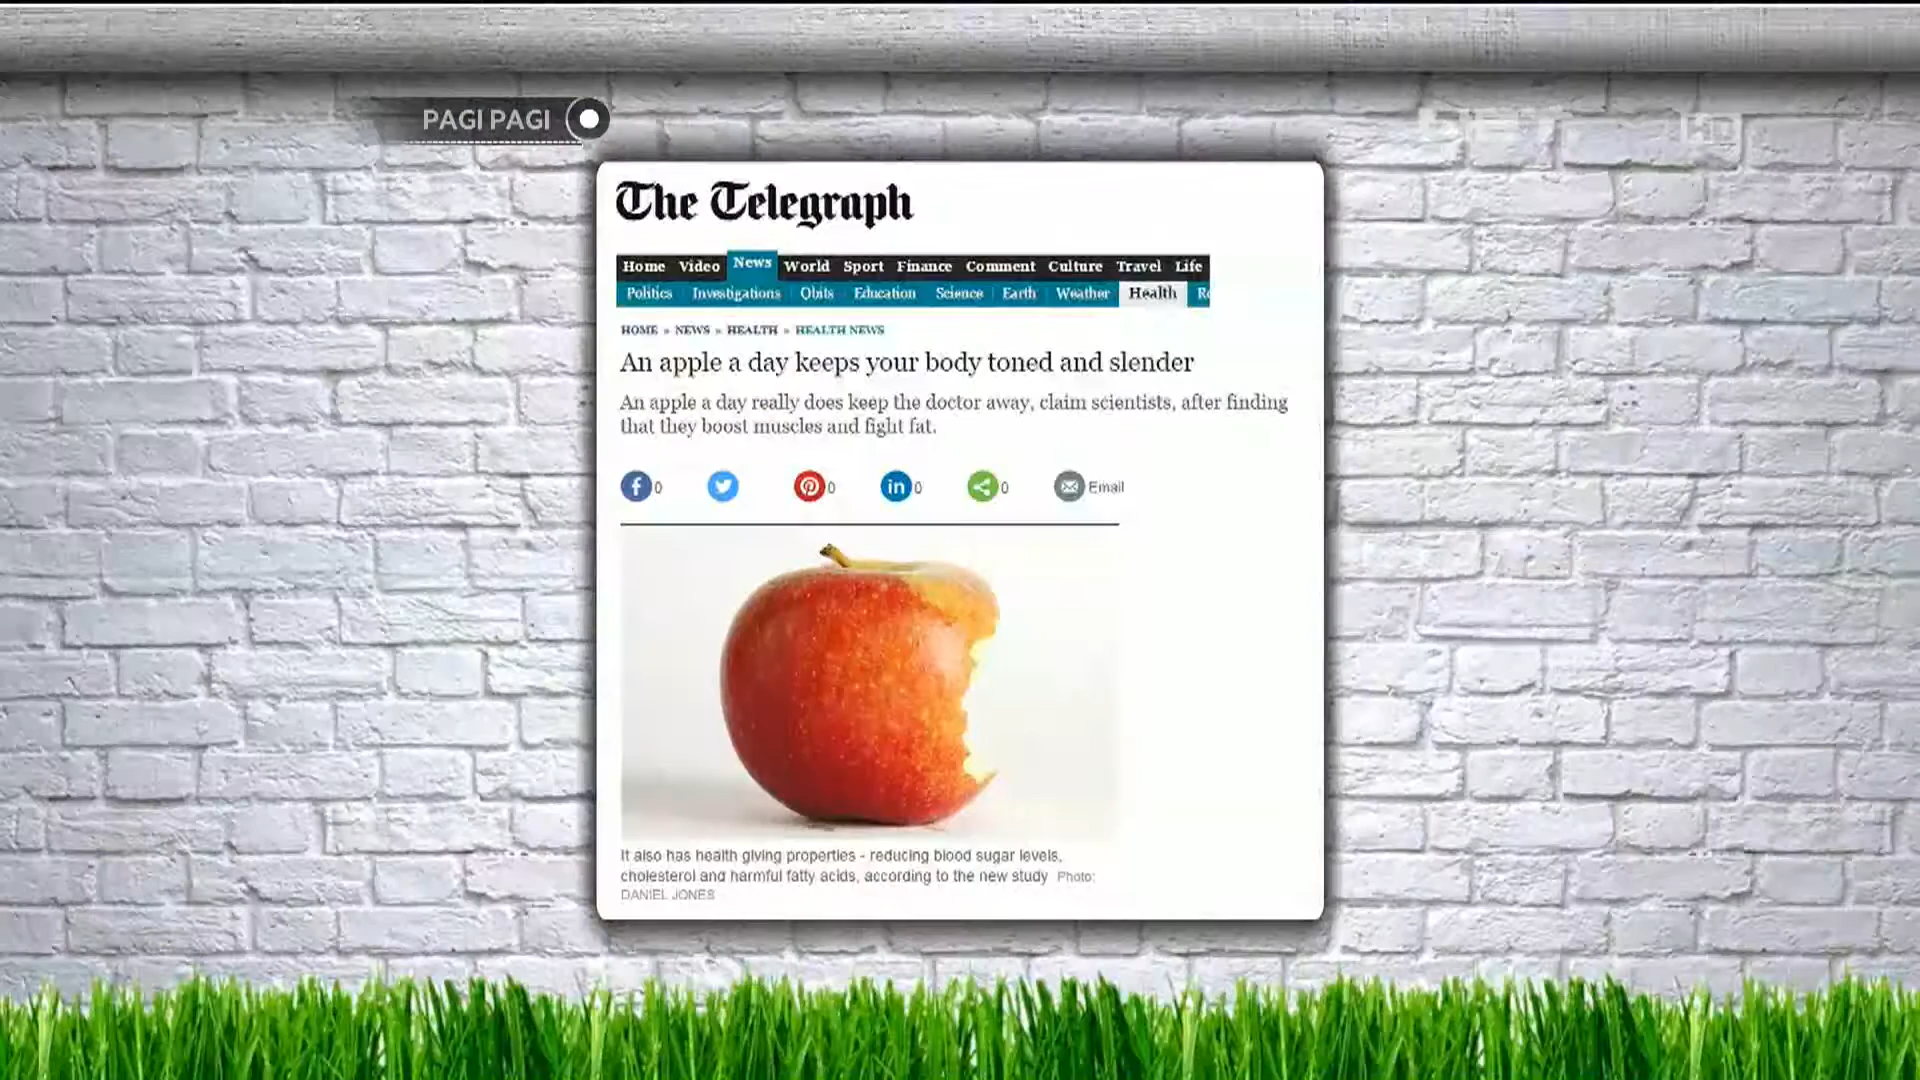 PAGI PAGI
HD
The Telegraph
Home Video News World Sport Finance Comment Culture Travel Life
Politics Investigations Obits Education Science Earth Weather Health
HOME » NEWS » HEALTH » HEALTH NEWS
An apple a day keeps your body toned and slender
An apple a day really does keep the doctor away, claim scientists, after finding
that they boost muscles and fight fat.
0 0 0 0 Email
It also has health giving properties - reducing blood sugar levels,
cholesterol and harmful fatty acids, according to the new study Photo:
DANIEL JONES